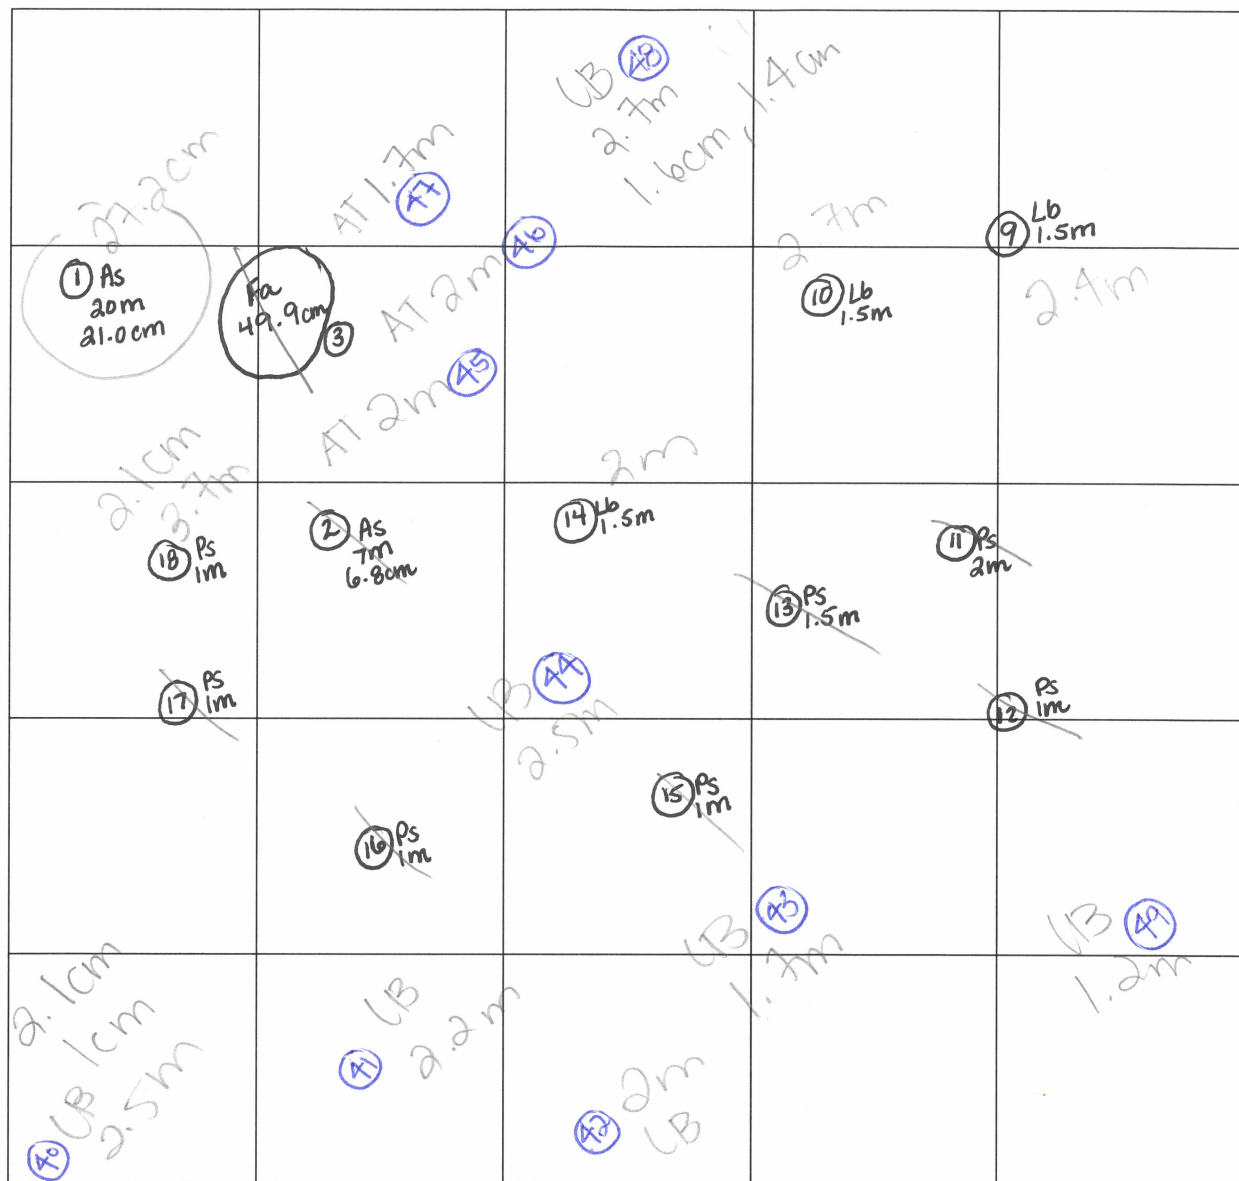 UB 48
2.7m
1.6cm, 1.4cm
27.2cm
AT 1.7m
47
46
AT 2m
2.7m
9 Lb
1.5m
2.4m
1 As
20m
21.0cm
Fa
49.9cm
3
10 Lb
1.5m
AT 2m 45
2.1cm
3.7m
2m
18 Ps
1m
2 As
7m
6.8cm
14 Lb
1.5m
11 Ps
2m
13 Ps
1.5m
17 Ps
1m
UB 44
2.5m
12 Ps
1m
15 Ps
1m
16 Ps
1m
UB 43
1.7m
UB 49
1.2m
2.1cm
1cm
40 UB
2.5m
UB
2.2m
41
42 2m
UB